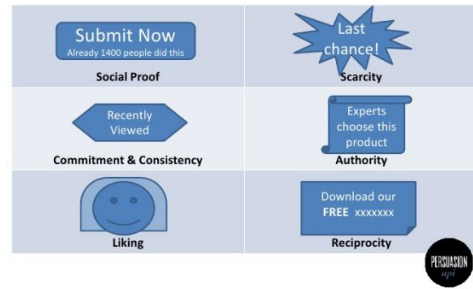 Submit Now
Already 1400 people did this
Social Proof
Last
chance!
Scarcity
Recently
Viewed
Commitment & Consistency
Experts
choose this
product
Authority
Liking
Download our
FREE xxxxxxx
Reciprocity
PERSUASION
api